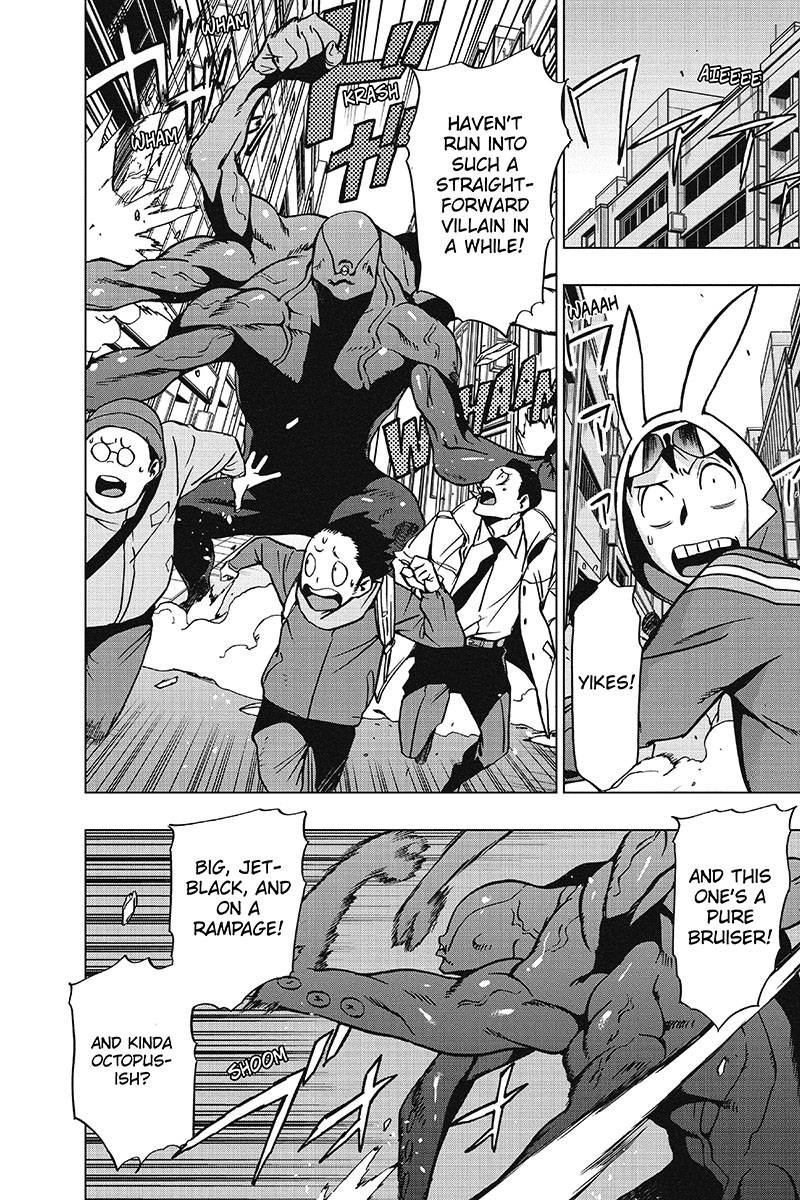 AIEEEE
WAAAH
YIKES!
HAVEN'T
RUN INTO
SUCH A
STRAIGHT-
FORWARD
VILLAIN IN
A WHILE!
KRASH
WHAM
WHAM
WHAAAM
AND THIS
ONE'S A
PURE
BRUISER!
BIG, JET-
BLACK, AND
ON A
RAMPAGE!
AND KINDA
OCTOPUS-
ISH?
SHOOM